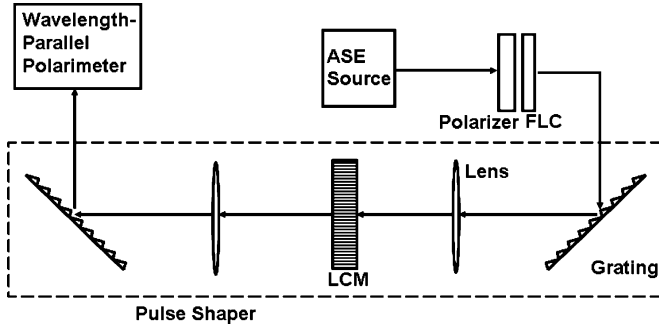 Wavelength-
Parallel
Polarimeter
ASE
Source
Polarizer FLC
Lens
LCM
Grating
Pulse Shaper